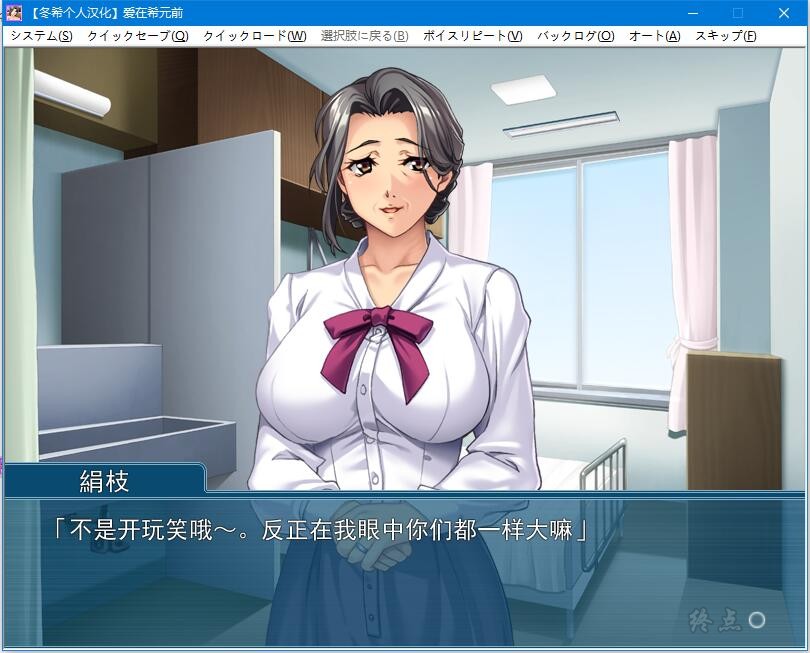 【冬希个人汉化】爱在希元前
システム(S) クイックセーブ(Q) クイックロード(W) 選択肢に戻る(B) ボイスリピート(V) バックログ(O) オート(A) スキップ(F)
絹枝
「不是开玩笑哦～。反正在我眼中你们都一样大嘛」
终点